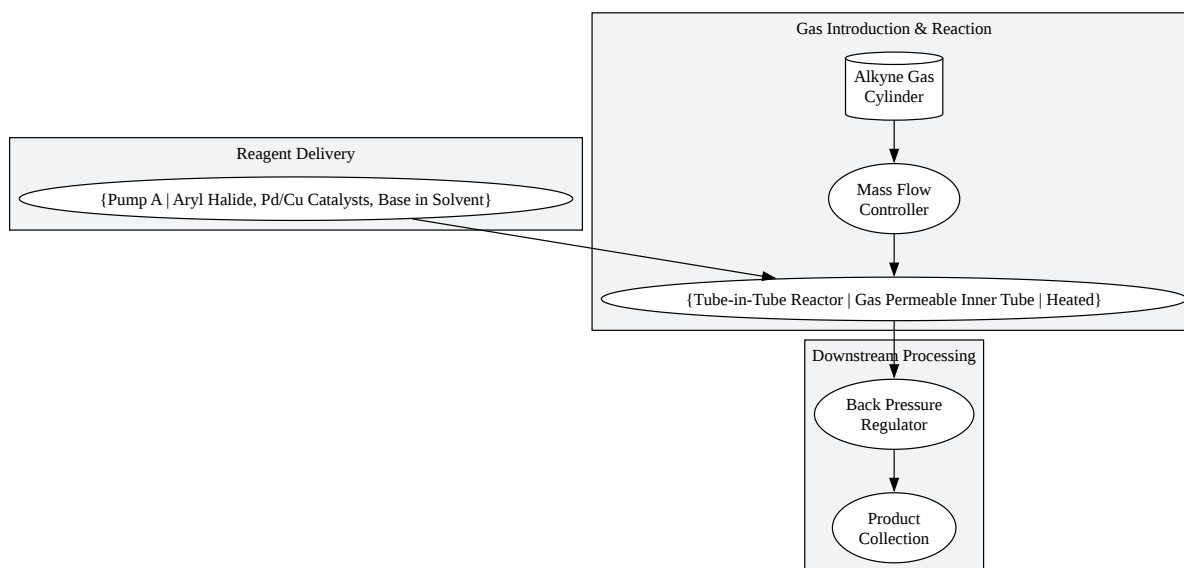 Gas Introduction & Reaction
Alkyne Gas
Cylinder
Reagent Delivery
{Pump A | Aryl Halide, Pd/Cu Catalysts, Base in Solvent}
Mass Flow
Controller
{Tube-in-Tube Reactor | Gas Permeable Inner Tube | Heated}
Downstream Processing
Back Pressure
Regulator
Product
Collection